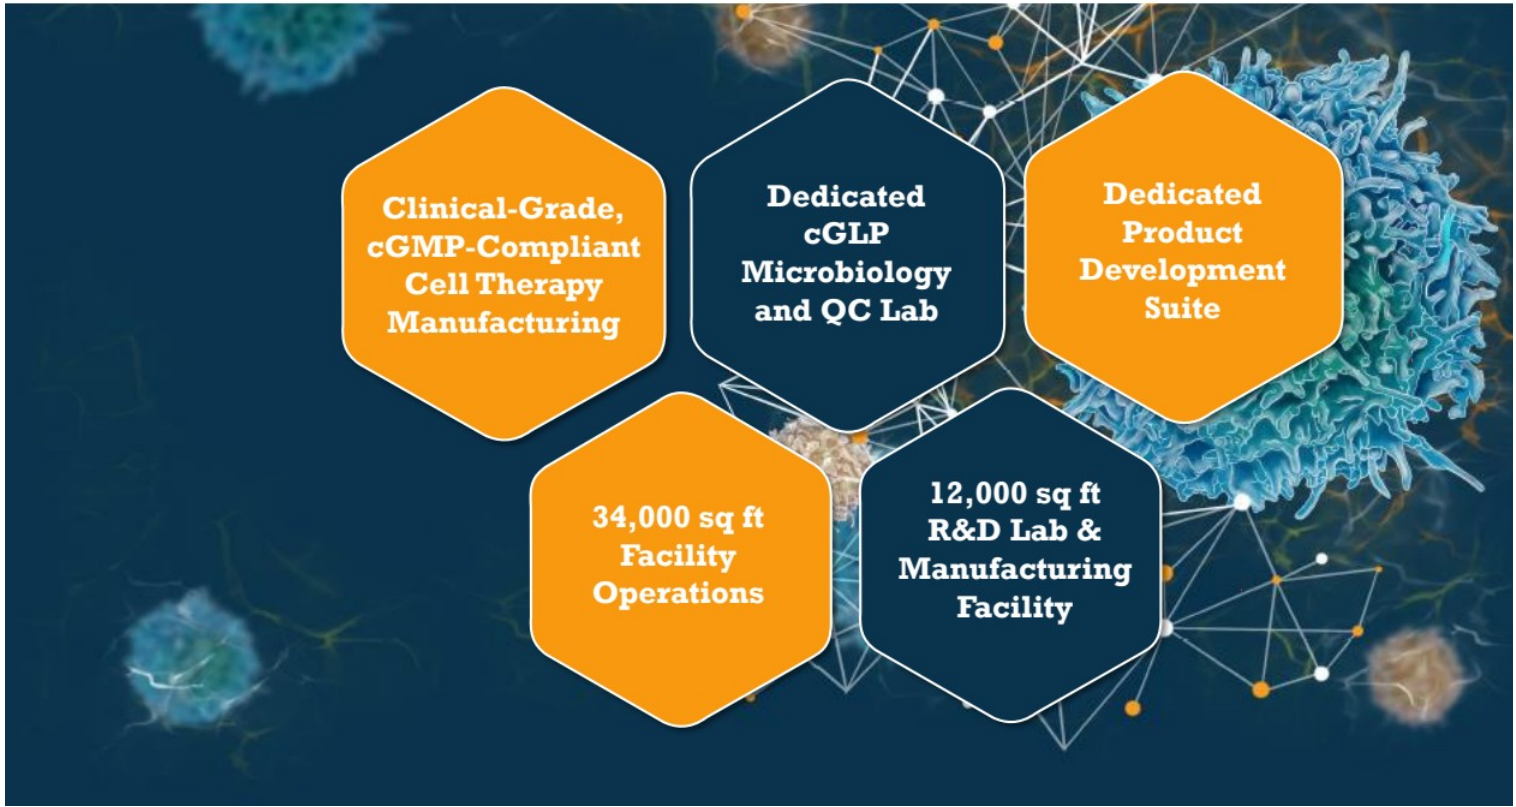 Clinical-Grade,
cGMP-Compliant
Cell Therapy
Manufacturing
Dedicated
cGLP
Microbiology
and QC Lab
Dedicated
Product
Development
Suite
34,000 sq ft
Facility
Operations
12,000 sq ft
R&D Lab &
Manufacturing
Facility